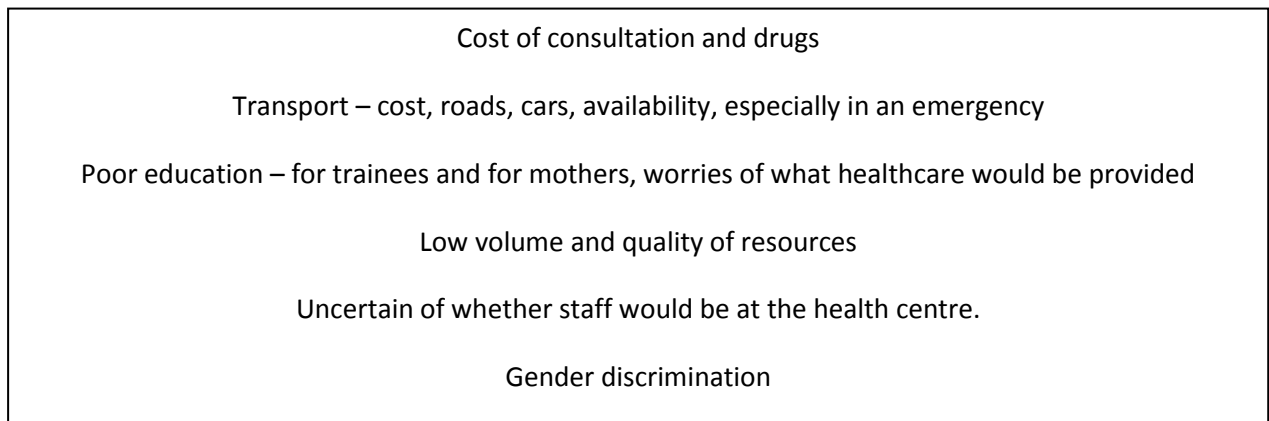 Cost of consultation and drugs
Transport – cost, roads, cars, availability, especially in an emergency
Poor education – for trainees and for mothers, worries of what healthcare would be provided
Low volume and quality of resources
Uncertain of whether staff would be at the health centre.
Gender discrimination